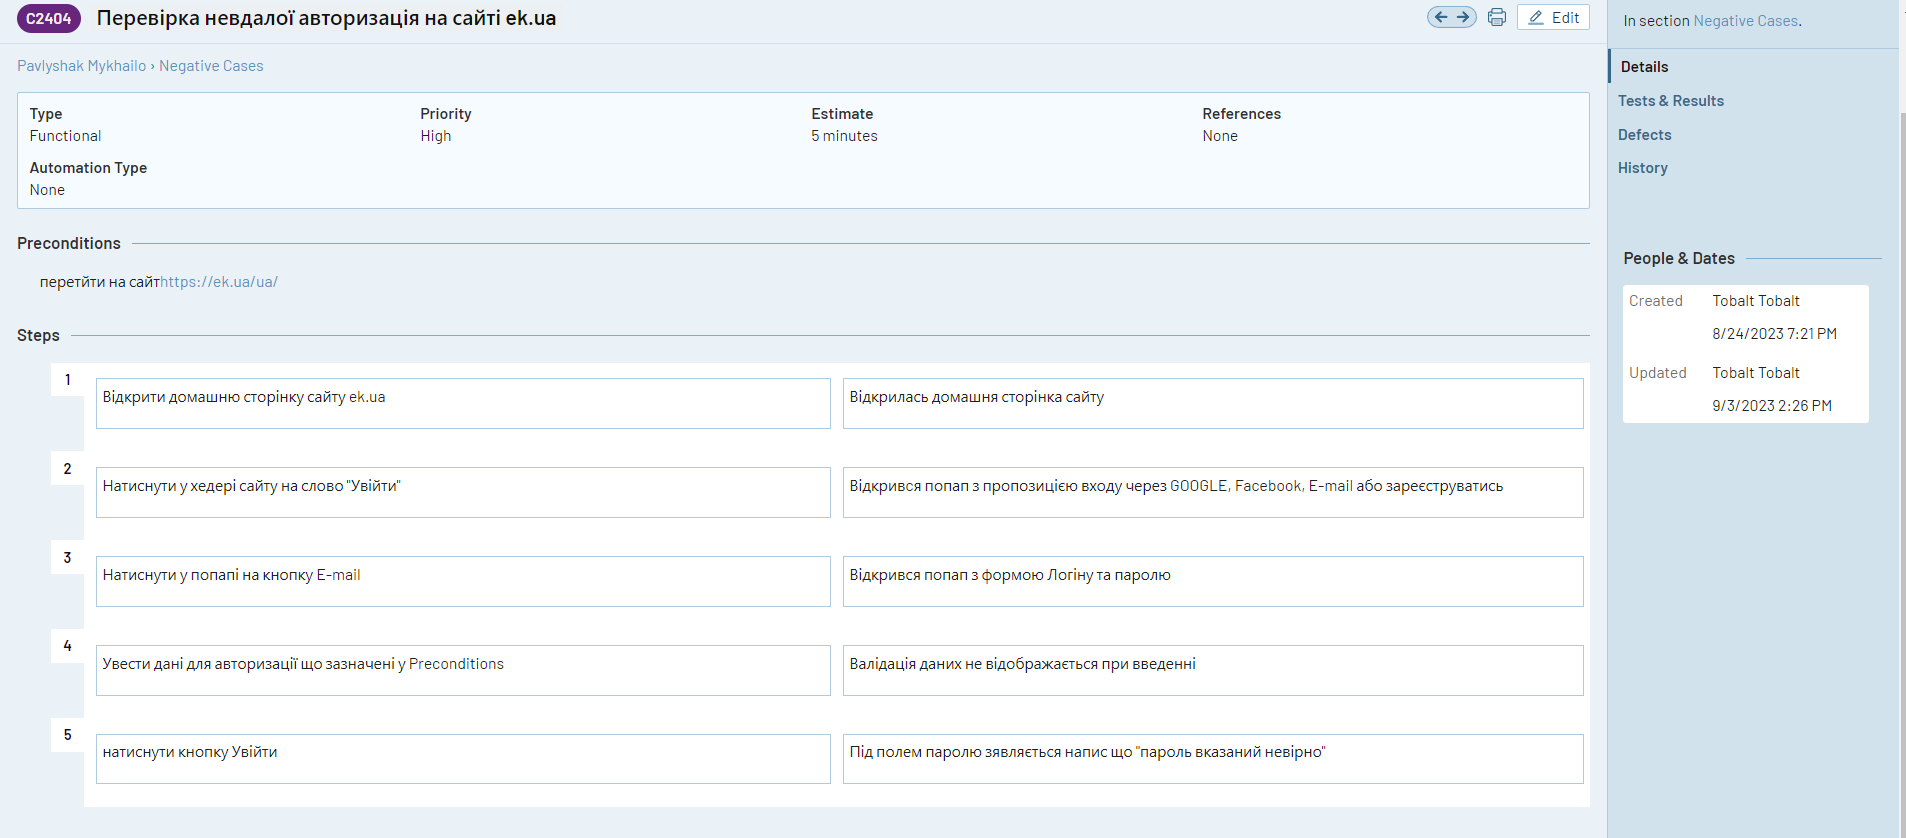 C2404 Перевірка невдалої авторизація на сайті ek.ua
Edit
Pavlyshak Mykhailo › Negative Cases
Type
Functional
Priority
High
Estimate
5 minutes
References
None
Automation Type
None
Preconditions
перетйти на сайтhttps://ek.ua/ua/
Steps
1
Відкрити домашню сторінку сайту ek.ua
Відкрилась домашня сторінка сайту
2
Натиснути у хедері сайту на слово "Увійти"
Відкрився попап з пропозицією входу через GOOGLE, Facebook, E-mail або зареєструватись
3
Натиснути у попапі на кнопку E-mail
Відкрився попап з формою Логіну та паролю
4
Увести дані для авторизації що зазначені у Preconditions
Валідація даних не відображається при введенні
5
натиснути кнопку Увійти
Під полем паролю зявляється напис що "пароль вказаний невірно"
In section Negative Cases.
Details
Tests & Results
Defects
History
People & Dates
Created Tobalt Tobalt
8/24/2023 7:21 PM
Updated Tobalt Tobalt
9/3/2023 2:26 PM